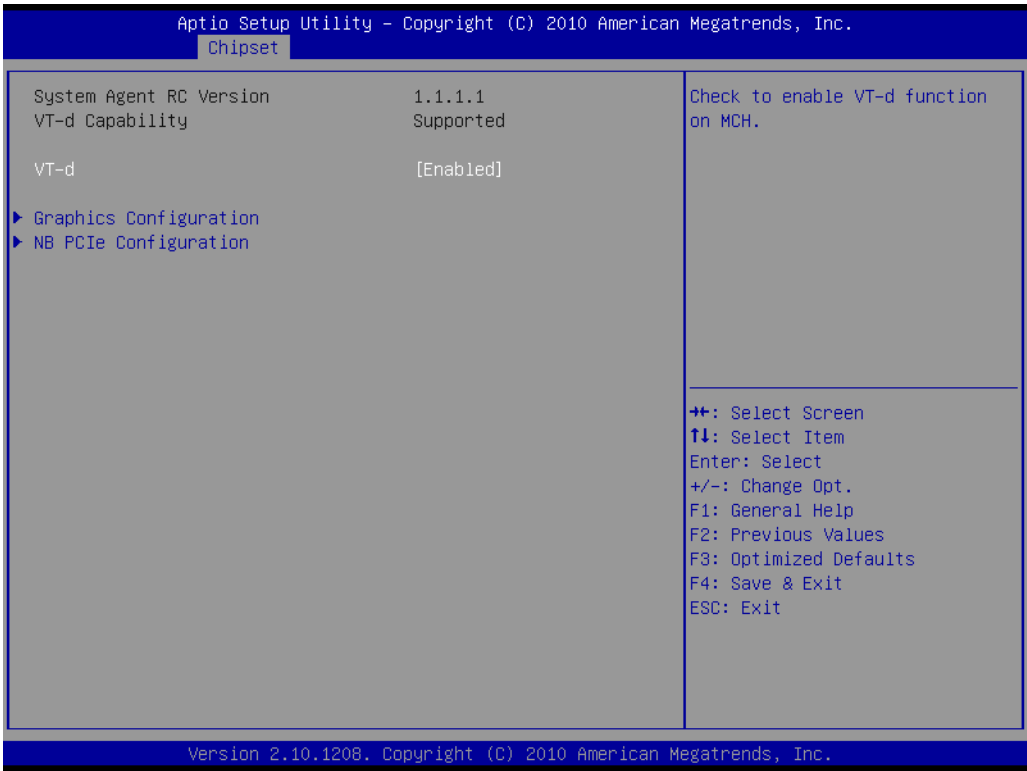 Aptio Setup Utility – Copyright (C) 2010 American Megatrends, Inc.
Chipset
System Agent RC Version 1.1.1.1
VT-d Capability Supported
VT-d [Enabled]
▶ Graphics Configuration
▶ NB PCIe Configuration
Check to enable VT-d function
on MCH.
→←: Select Screen
↑↓: Select Item
Enter: Select
+/-: Change Opt.
F1: General Help
F2: Previous Values
F3: Optimized Defaults
F4: Save & Exit
ESC: Exit
Version 2.10.1208. Copyright (C) 2010 American Megatrends, Inc.